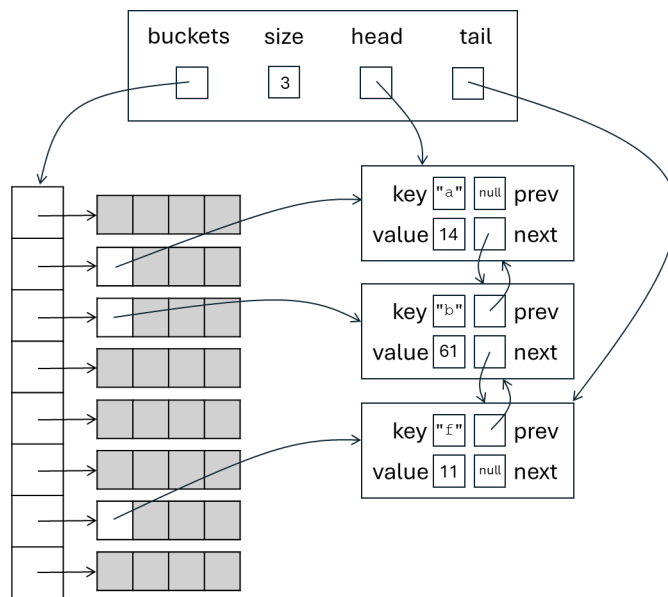 buckets size head tail
3
key "a" null prev
value 14 next
key "b" prev
value 61 next
key "f" prev
value 11 null next